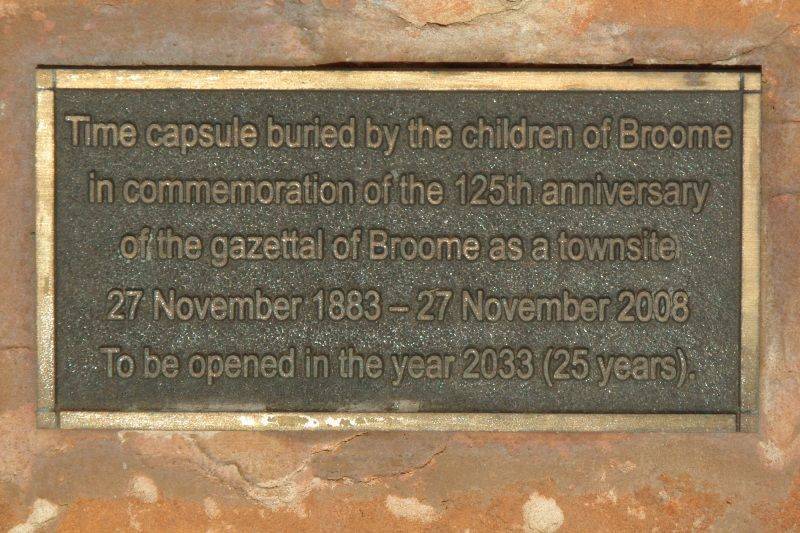 Time capsule buried by the children of Broome
in commemoration of the 125th anniversary
of the gazettal of Broome as a townsite
27 November 1883 – 27 November 2008
To be opened in the year 2033 (25 years).